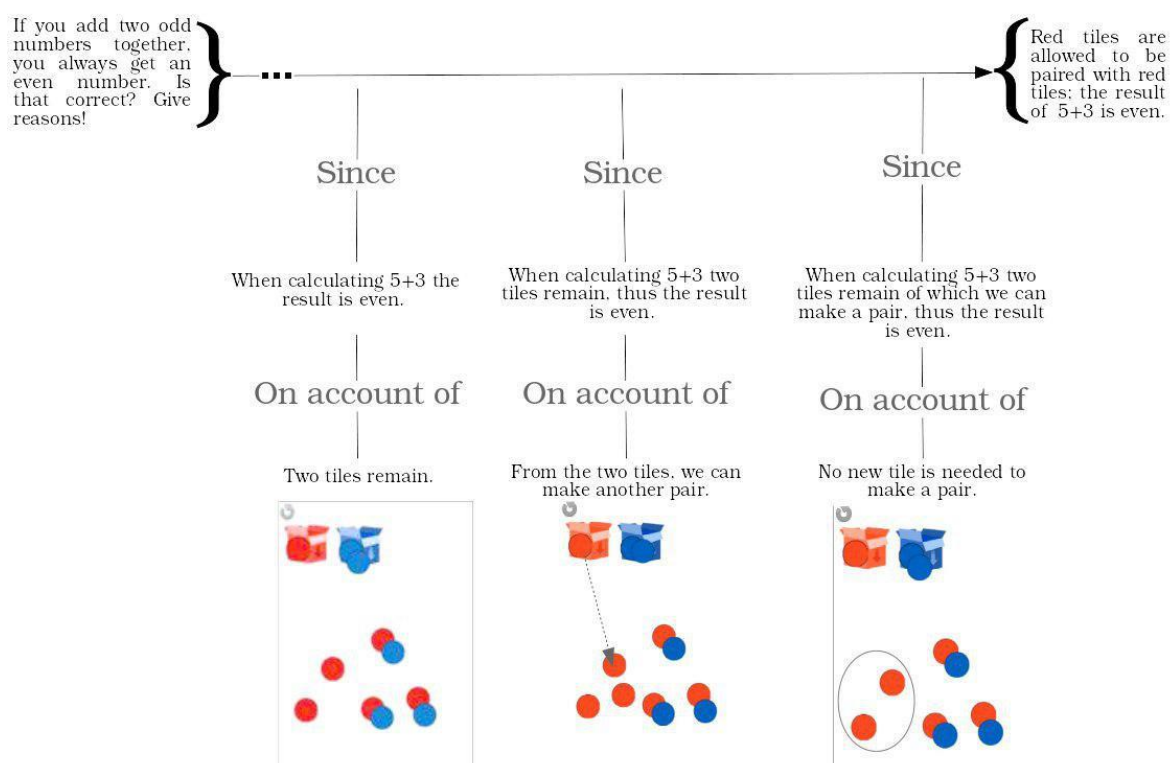 If you add two odd
numbers together,
you always get an
even number. Is
that correct? Give
reasons!
Red tiles are
allowed to be
paired with red
tiles; the result
of 5+3 is even.
Since
Since
Since
When calculating 5+3 the
result is even.
When calculating 5+3 two
tiles remain, thus the result
is even.
When calculating 5+3 two
tiles remain of which we can
make a pair, thus the result
is even.
On account of
On account of
On account of
Two tiles remain.
From the two tiles, we can
make another pair.
No new tile is needed to
make a pair.